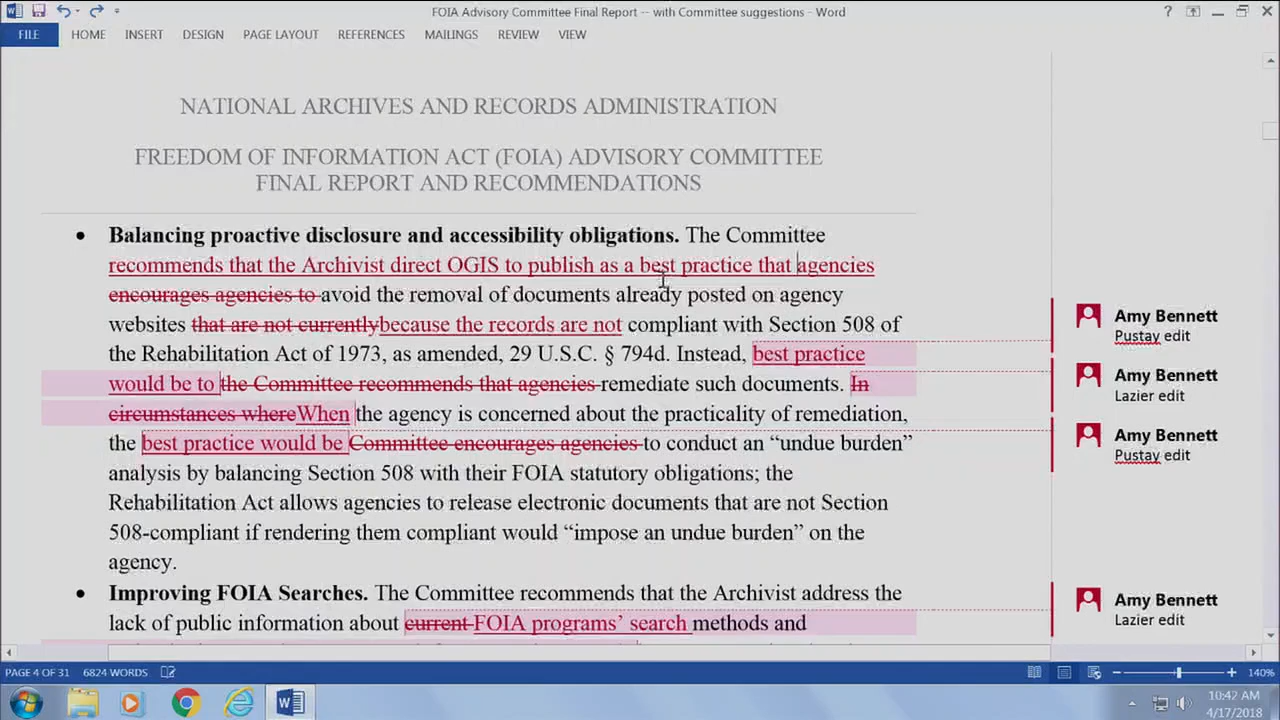 FOIA Advisory Committee Final Report -- with Committee suggestions - Word
FILE HOME INSERT DESIGN PAGE LAYOUT REFERENCES MAILINGS REVIEW VIEW
NATIONAL ARCHIVES AND RECORDS ADMINISTRATION
FREEDOM OF INFORMATION ACT (FOIA) ADVISORY COMMITTEE
FINAL REPORT AND RECOMMENDATIONS
• Balancing proactive disclosure and accessibility obligations. The Committee
recommends that the Archivist direct OGIS to publish as a best practice that agencies
encourages agencies to avoid the removal of documents already posted on agency
websites that are not currentlybecause the records are not compliant with Section 508 of
the Rehabilitation Act of 1973, as amended, 29 U.S.C. § 794d. Instead, best practice
would be to the Committee recommends that agencies remediate such documents. In
circumstances whereWhen the agency is concerned about the practicality of remediation,
the best practice would be Committee encourages agencies to conduct an “undue burden”
analysis by balancing Section 508 with their FOIA statutory obligations; the
Rehabilitation Act allows agencies to release electronic documents that are not Section
508-compliant if rendering them compliant would “impose an undue burden” on the
agency.
• Improving FOIA Searches. The Committee recommends that the Archivist address the
lack of public information about current FOIA programs’ search methods and
Amy Bennett
Pustay edit
Amy Bennett
Lazier edit
Amy Bennett
Pustay edit
Amy Bennett
Lazier edit
PAGE 4 OF 31 6824 WORDS 140%
10:42 AM
4/17/2018